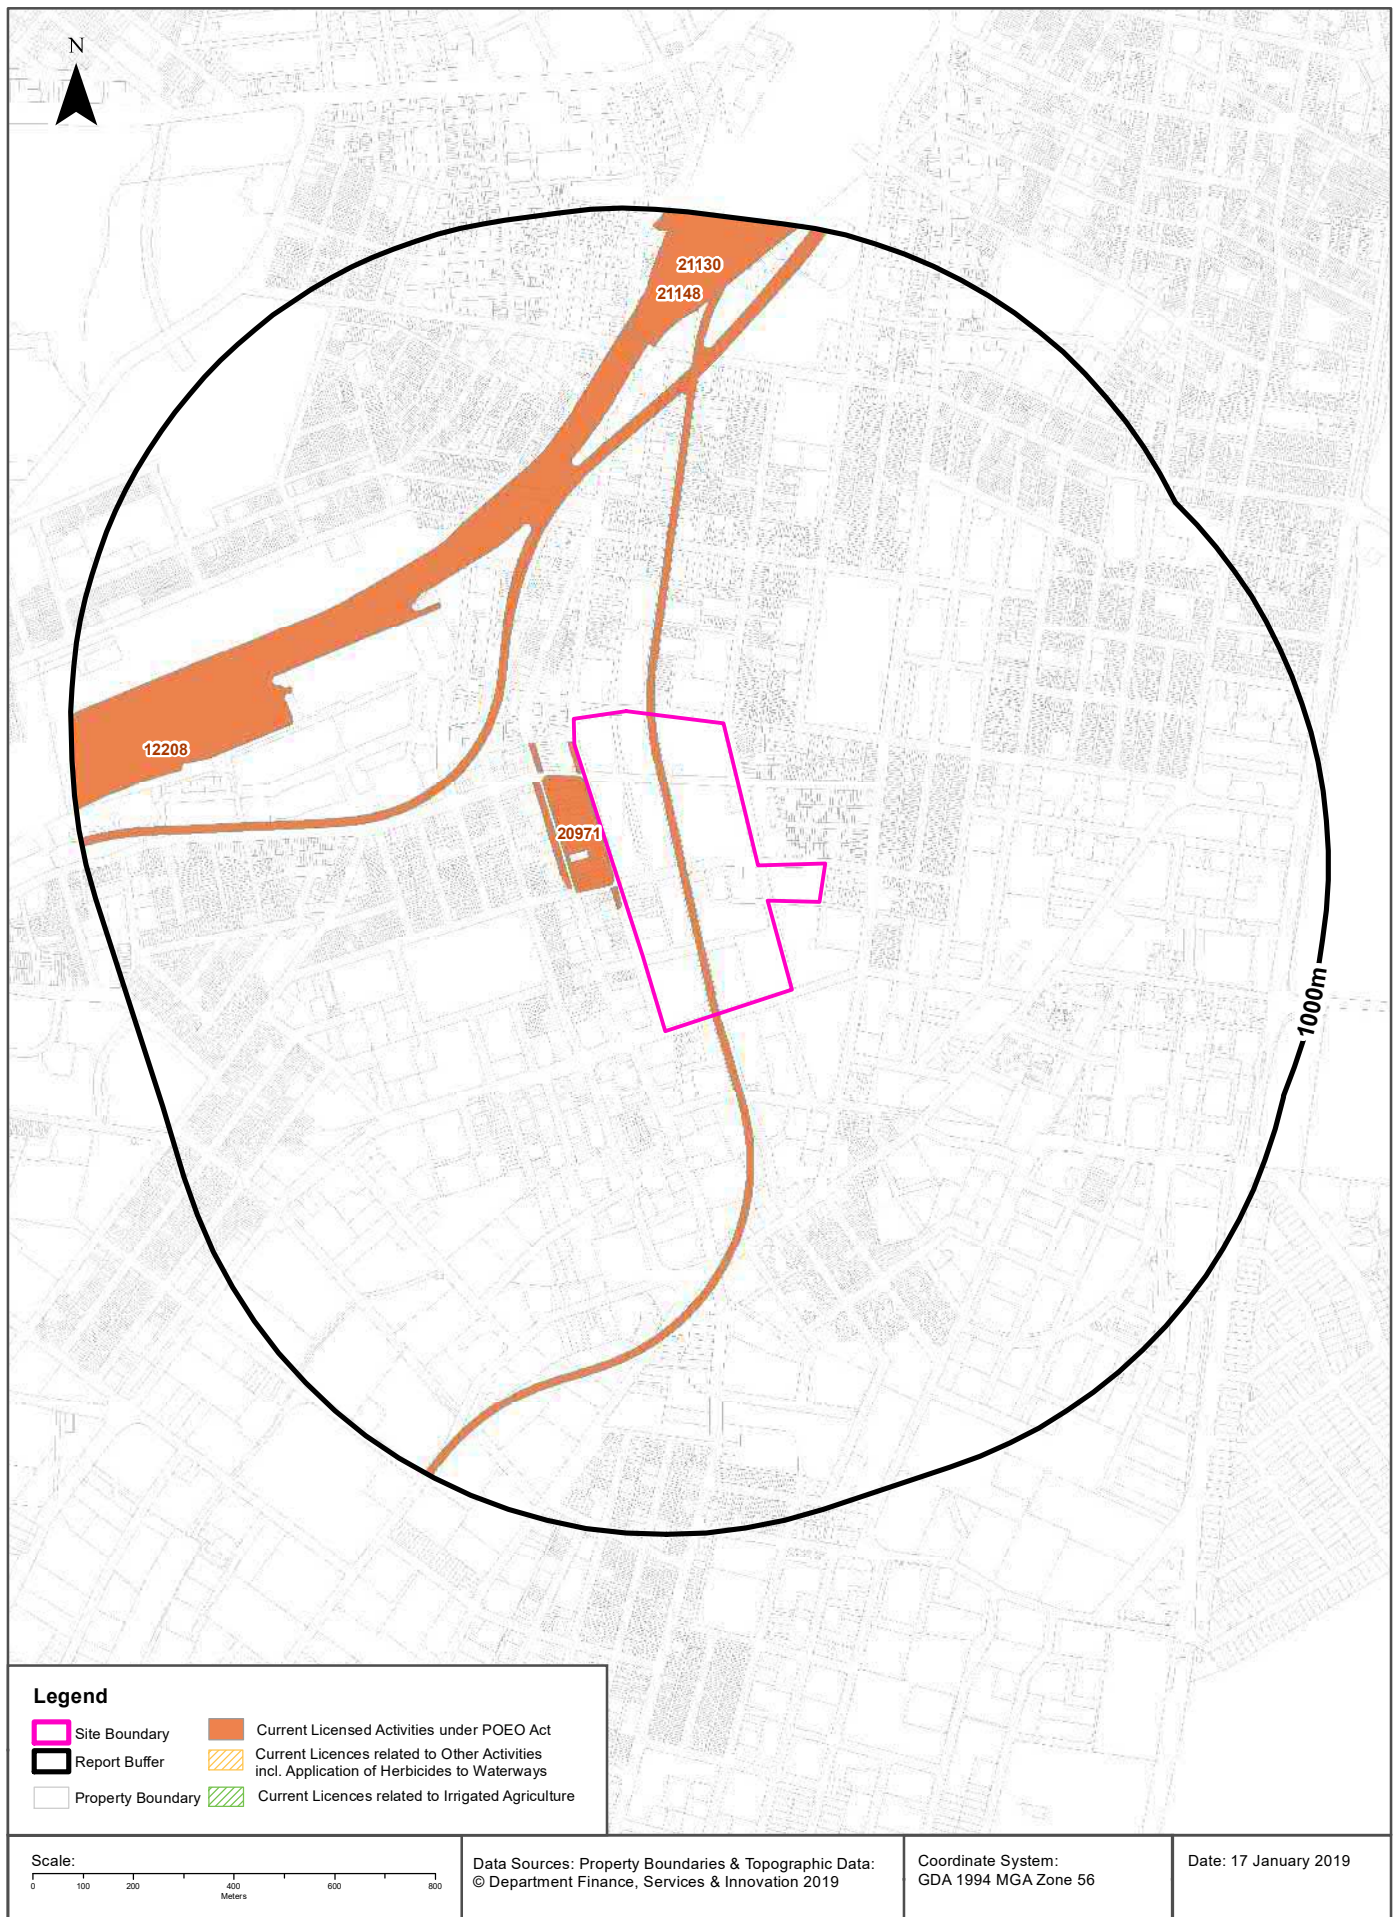 N
21130
21148
12208
20971
1000m
Legend
Site Boundary
Report Buffer
Property Boundary
Current Licensed Activities under POEO Act
Current Licences related to Other Activities
incl. Application of Herbicides to Waterways
Current Licences related to Irrigated Agriculture
Scale:
0 100 200 400 600 800
Meters
Data Sources: Property Boundaries & Topographic Data:
© Department Finance, Services & Innovation 2019
Coordinate System:
GDA 1994 MGA Zone 56
Date: 17 January 2019